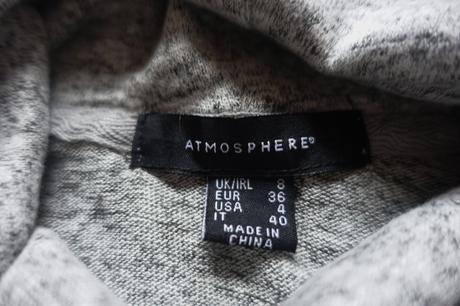 ATMOSPHERE®
UK/IRL 8
EUR 36
USA 4
IT 40
MADE IN
CHINA